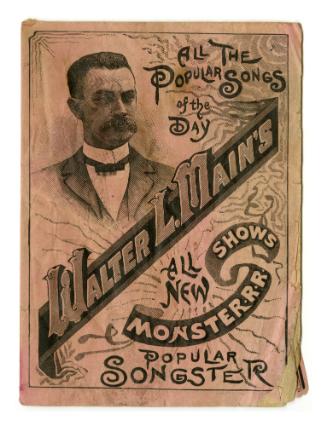 All The
Popular Songs
of the
Day
Walter L. Main's
All
New
Monster R.R.
Shows
Popular
Songster